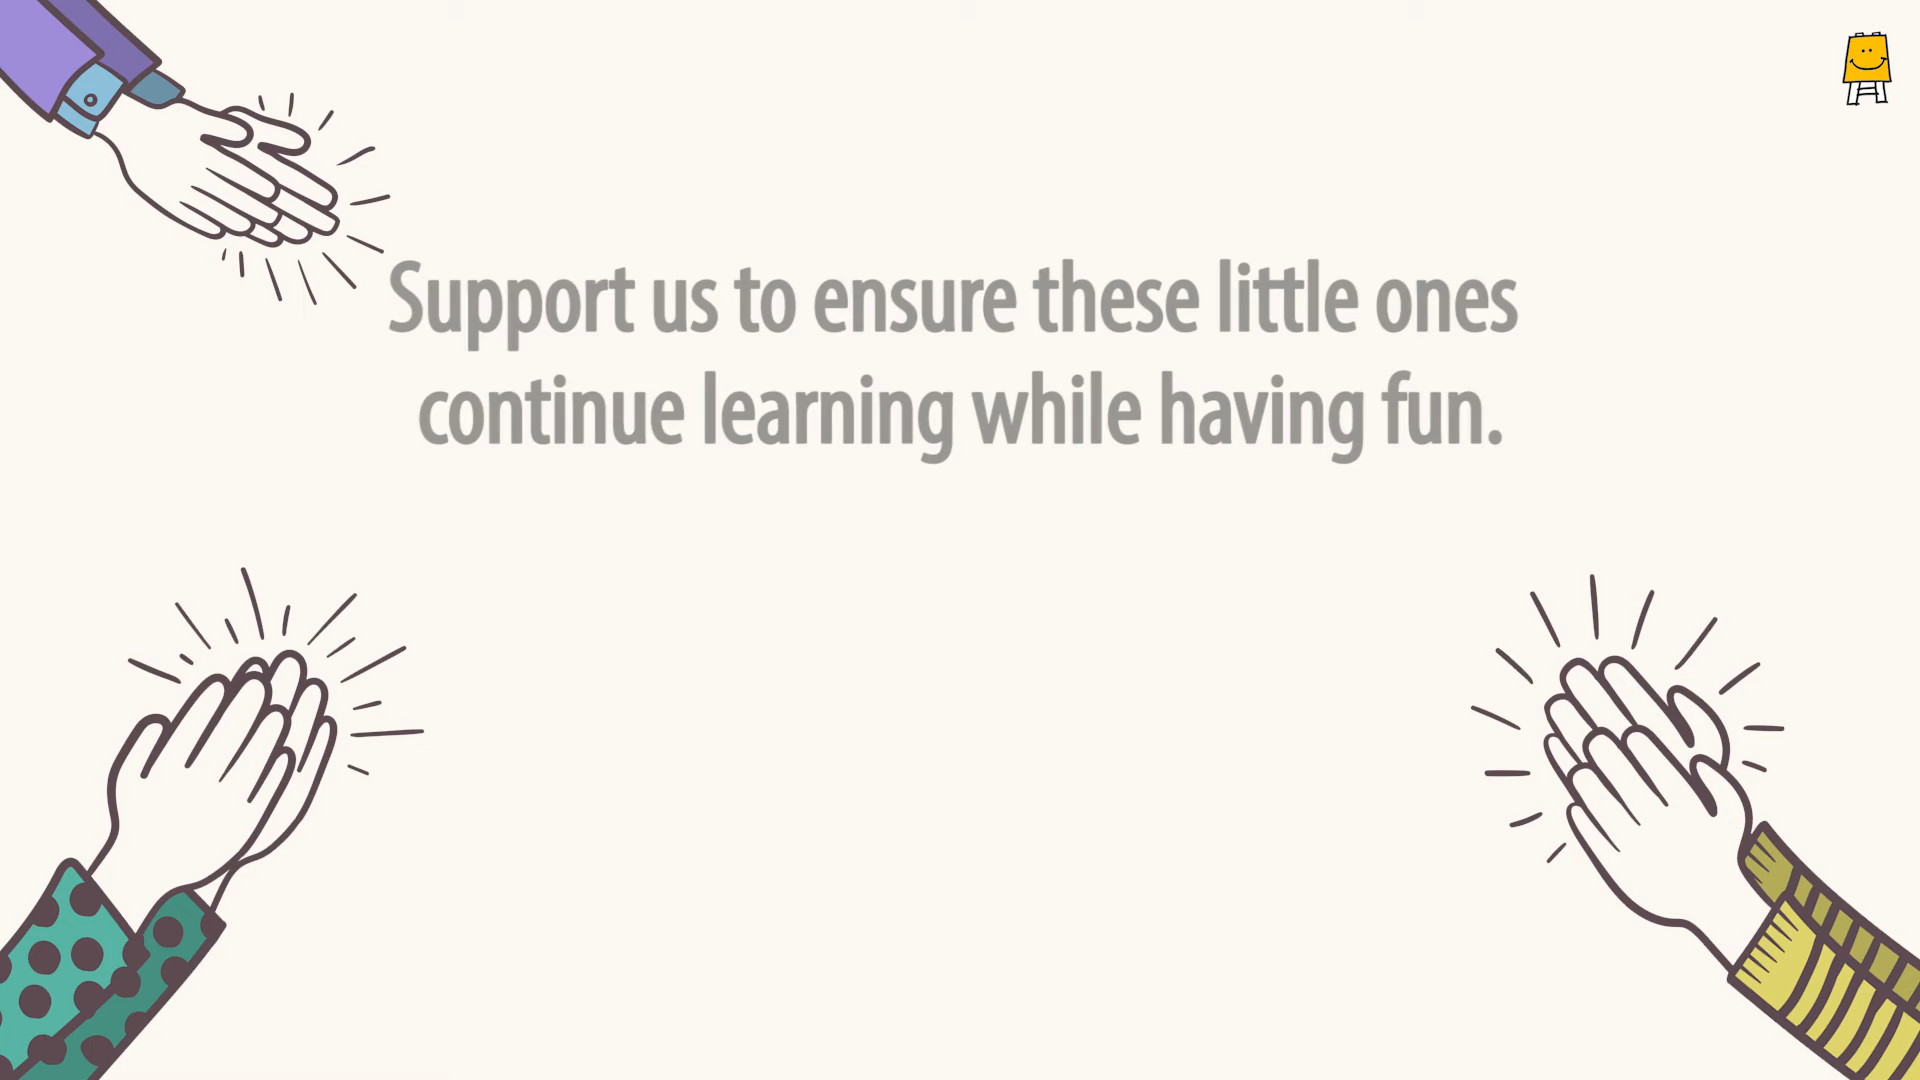 Support us to ensure these little ones
continue learning while having fun.